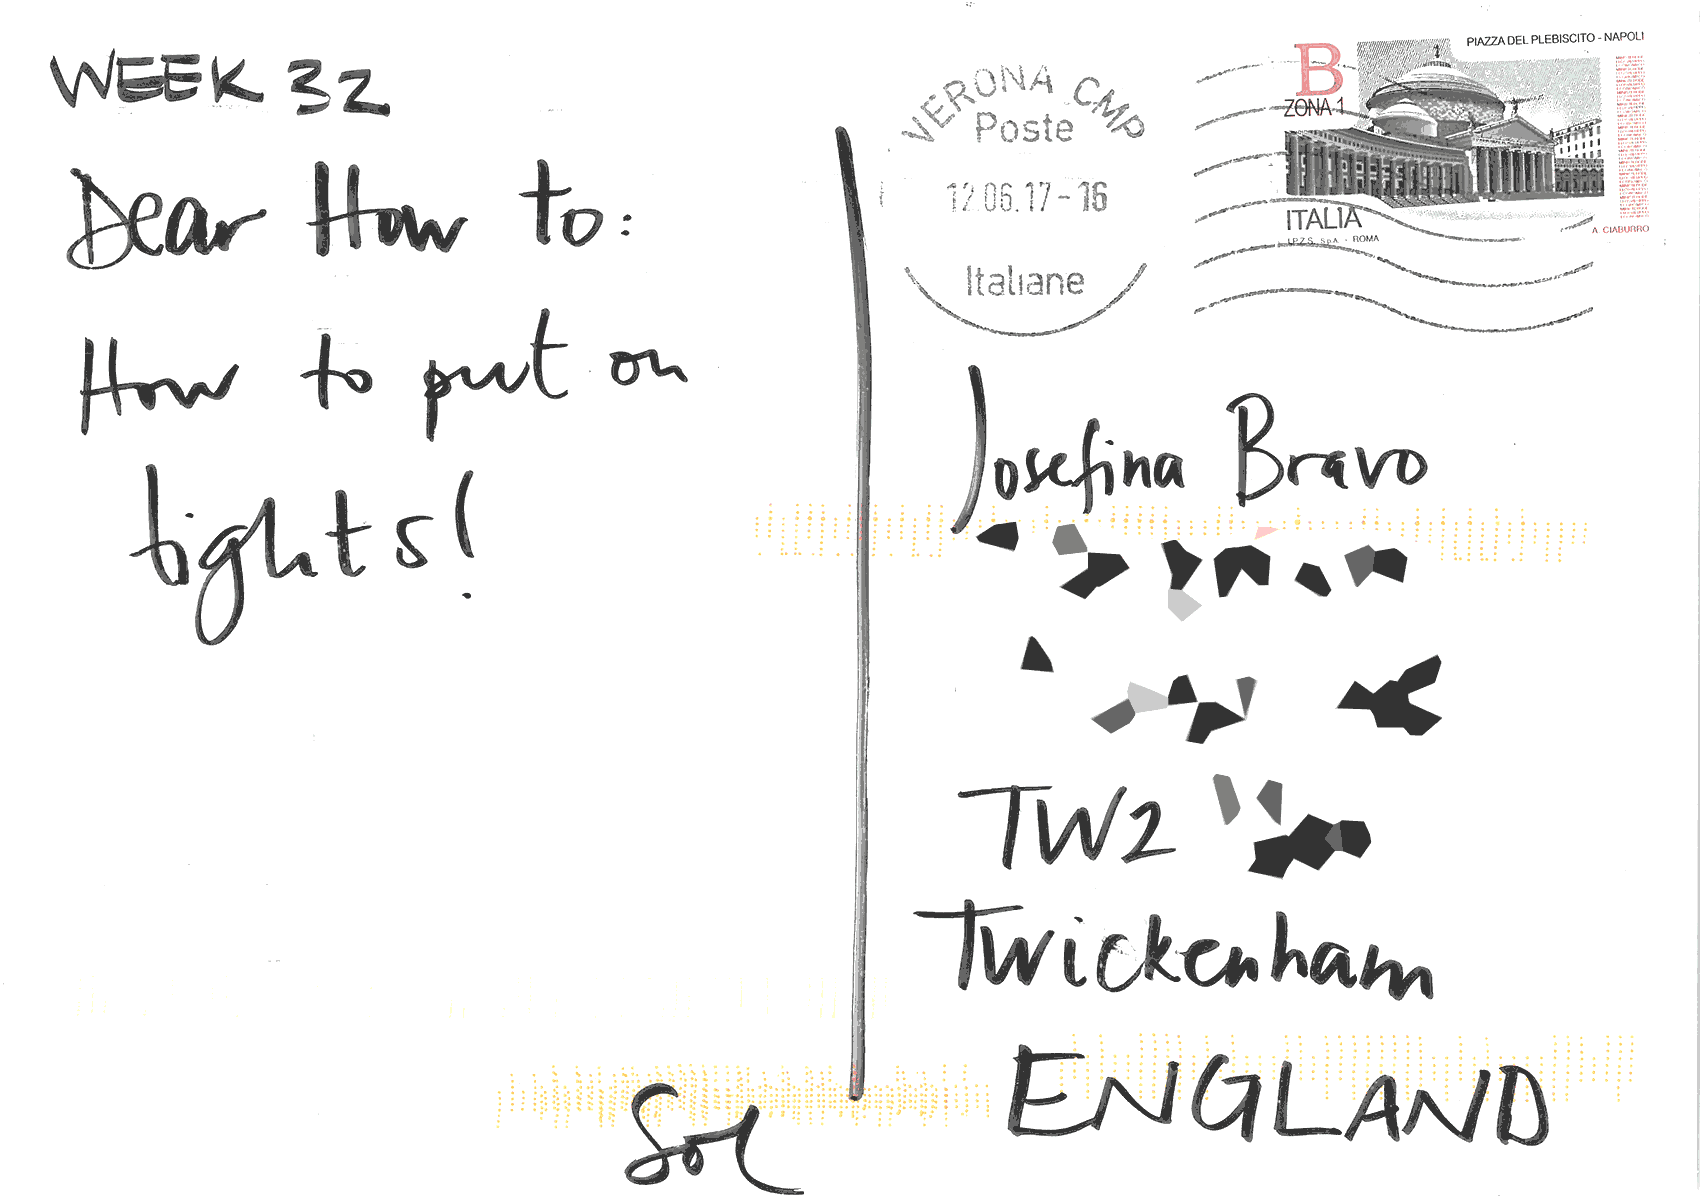 WEEK 32
Dear How to:
How to put on
tights!
Sol
VERONA CMP
Poste
12.06.17-16
Italiane
PIAZZA DEL PLEBISCITO - NAPOLI
B
ZONA 1
ITALIA
I.P.Z.S. S.p.A. - ROMA
A. CIABURRO
Josefina Bravo
TW2
Twickenham
ENGLAND